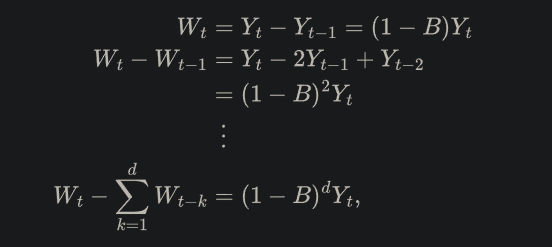 W_t = Y_t − Y_{t−1} = (1 − B)Y_t
W_t − W_{t−1} = Y_t − 2Y_{t−1} + Y_{t−2}
= (1 − B)^2 Y_t
⋮
W_t − \sum_{k=1}^{d} W_{t−k} = (1 − B)^d Y_t,